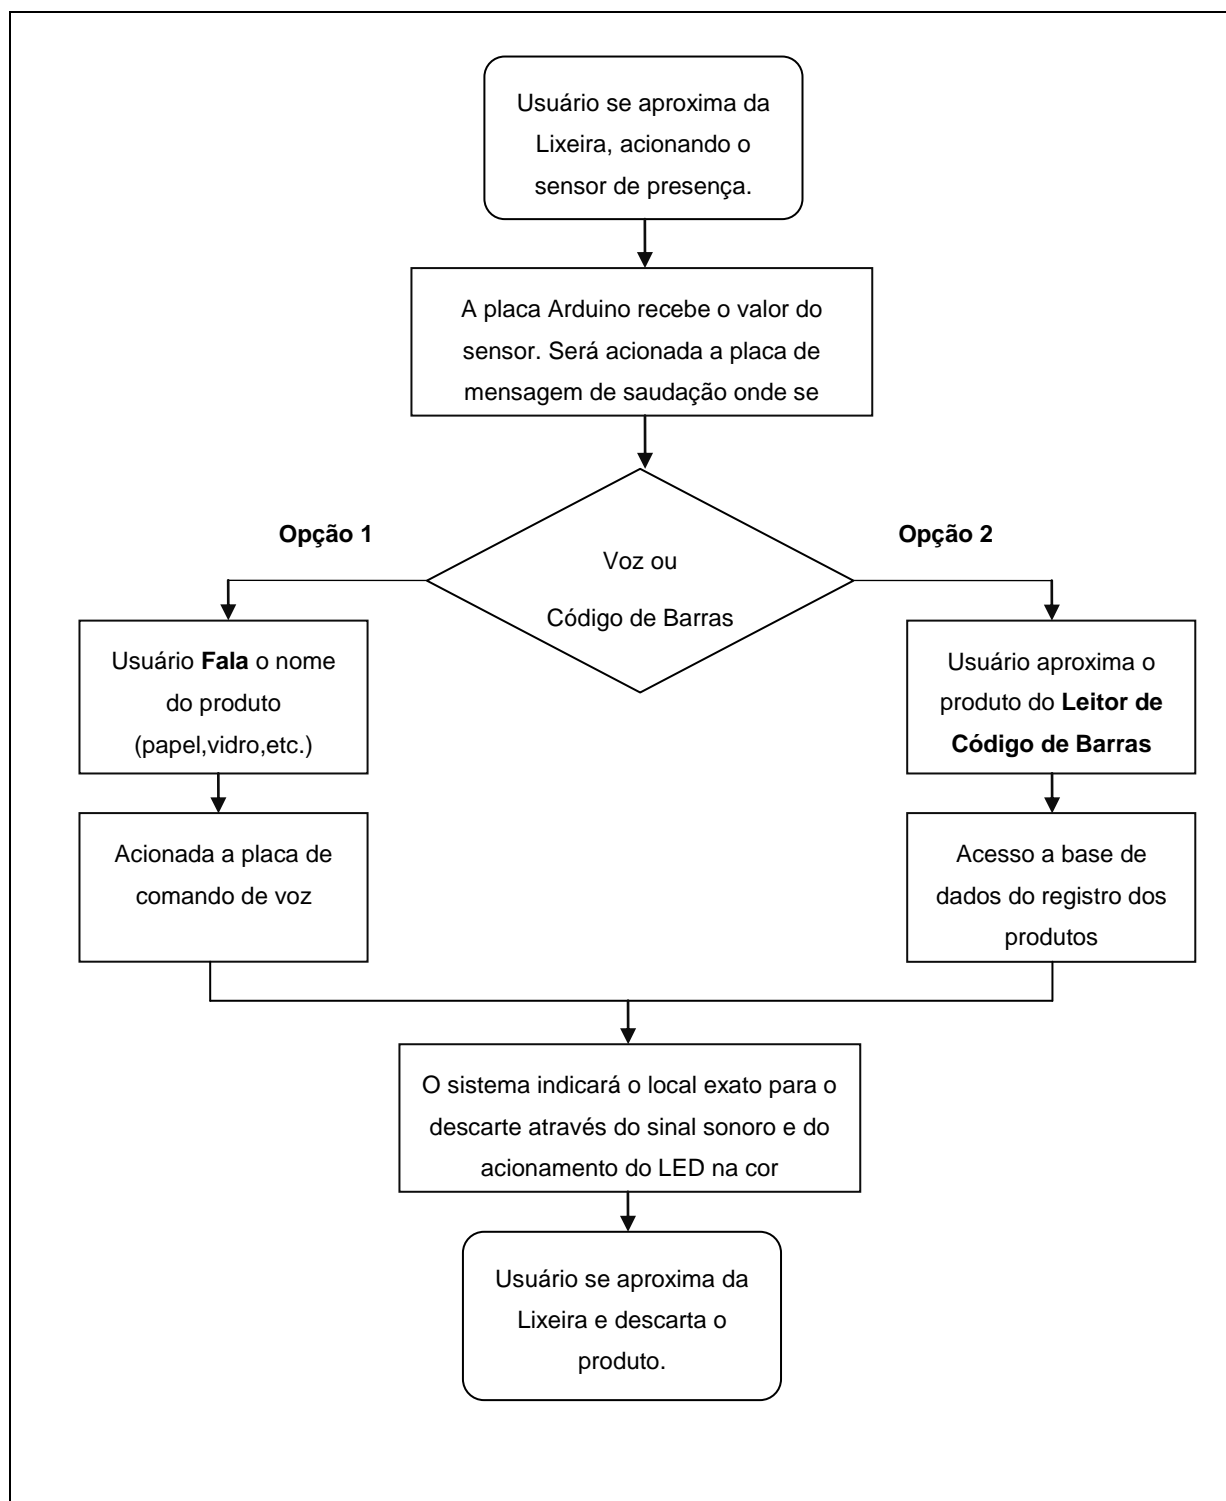 Usuário se aproxima da
Lixeira, acionando o
sensor de presença.
A placa Arduino recebe o valor do
sensor. Será acionada a placa de
mensagem de saudação onde se
Opção 1
Opção 2
Voz ou
Código de Barras
Usuário Fala o nome
do produto
(papel,vidro,etc.)
Usuário aproxima o
produto do Leitor de
Código de Barras
Acionada a placa de
comando de voz
Acesso a base de
dados do registro dos
produtos
O sistema indicará o local exato para o
descarte através do sinal sonoro e do
acionamento do LED na cor
Usuário se aproxima da
Lixeira e descarta o
produto.